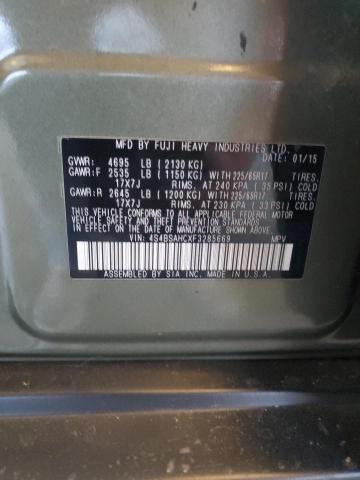 MFD BY FUJI HEAVY INDUSTRIES LTD.
DATE: 01/15
GVWR: 4695 LB (2130 KG)
GAWR:F 2535 LB (1150 KG) WITH 225/65R17 TIRES,
17X7J RIMS, AT 240 KPA (35 PSI) COLD
GAWR:R 2645 LB (1200 KG) WITH 225/65R17 TIRES,
17X7J RIMS, AT 230 KPA (33 PSI) COLD
THIS VEHICLE CONFORMS TO ALL APPLICABLE FEDERAL MOTOR
VEHICLE SAFETY AND THEFT PREVENTION STANDARDS IN EFFECT
ON THE DATE OF MANUFACTURE SHOWN ABOVE.
VIN: 4S4BSAHCXF3285669 MPV
ASSEMBLED BY SIA INC. MADE IN U.S.A.